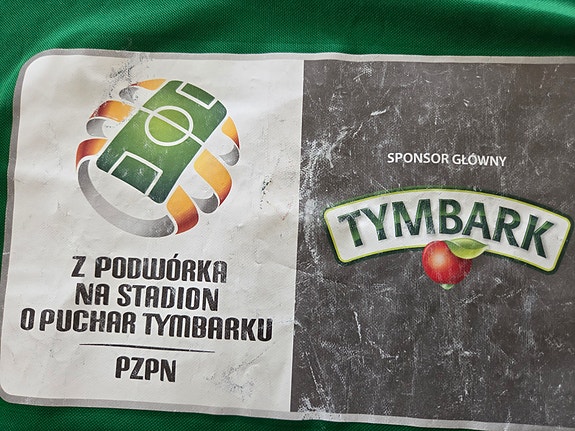 Z PODWÓRKA
NA STADION
O PUCHAR TYMBARKU
PZPN
SPONSOR GŁÓWNY
TYMBARK